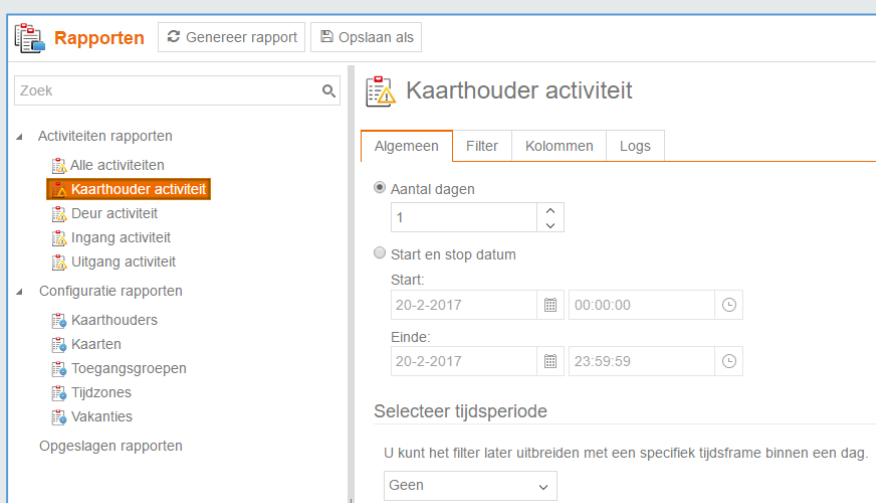 Rapporten
Genereer rapport
Opslaan als
Zoek
Activiteiten rapporten
Alle activiteiten
Kaarthouder activiteit
Deur activiteit
Ingang activiteit
Uitgang activiteit
Configuratie rapporten
Kaarthouders
Kaarten
Toegangsgroepen
Tijdzones
Vakanties
Opgeslagen rapporten
Kaarthouder activiteit
Algemeen Filter Kolommen Logs
Aantal dagen
1
Start en stop datum
Start:
20-2-2017 00:00:00
Einde:
20-2-2017 23:59:59
Selecteer tijdsperiode
U kunt het filter later uitbreiden met een specifiek tijdsframe binnen een dag.
Geen